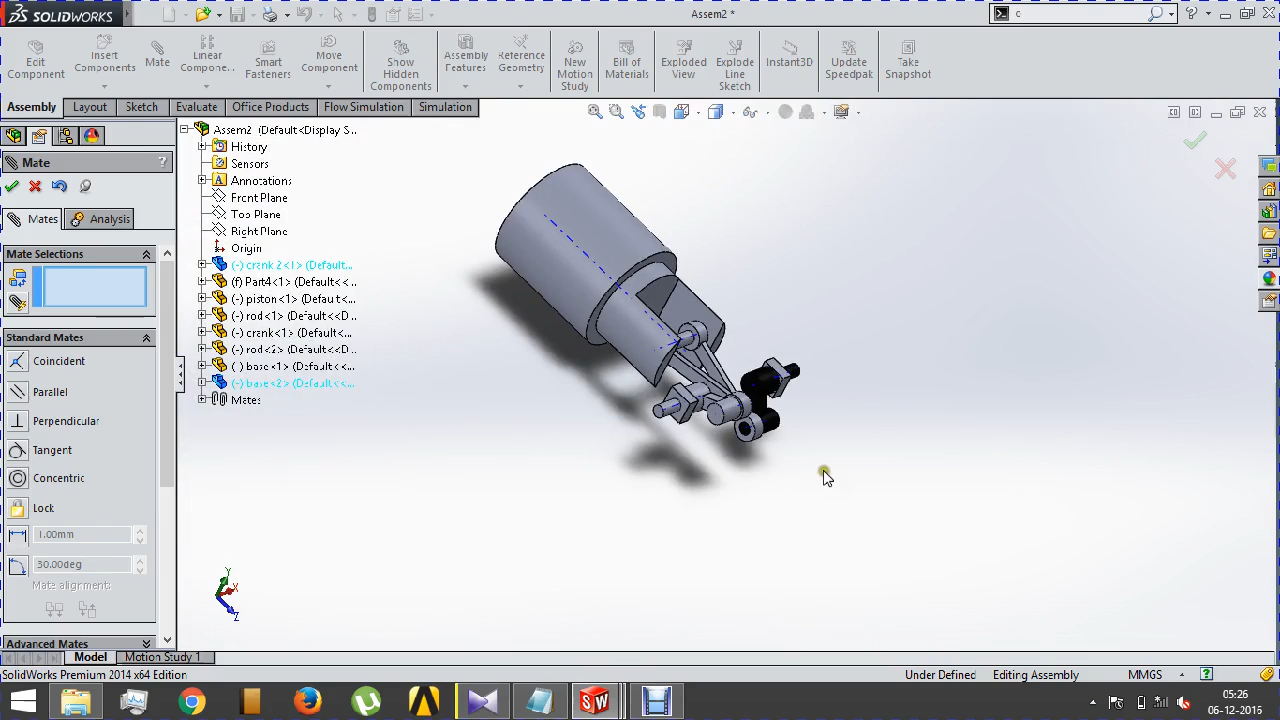 SOLIDWORKS
Assem2 *
c
Edit Component
Insert Components
Mate
Linear Compone...
Smart Fasteners
Move Component
Show Hidden Components
Assembly Features
Reference Geometry
New Motion Study
Bill of Materials
Exploded View
Explode Line Sketch
Instant3D
Update Speedpak
Take Snapshot
Assembly
Layout
Sketch
Evaluate
Office Products
Flow Simulation
Simulation
Mate
?
Mates
Analysis
Mate Selections
Standard Mates
Coincident
Parallel
Perpendicular
Tangent
Concentric
Lock
1.00mm
30.00deg
Mate alignment:
Advanced Mates
Assem2 (Default<Display S...
History
Sensors
Annotations
Front Plane
Top Plane
Right Plane
Origin
(-) crank 2<1> (Default...
(f) Part4<1> (Default<<...
(-) piston<1> (Default<...
(-) rod<1> (Default<<D...
(-) crank<1> (Default...
(-) rod<2> (Default<<D...
(-) base<1> (Default<<...
(-) base<2> (Default<<...
Mates
Y
X
Z
Model
Motion Study 1
SolidWorks Premium 2014 x64 Edition
Under Defined
Editing Assembly
MMGS
?
05:26
06-12-2016